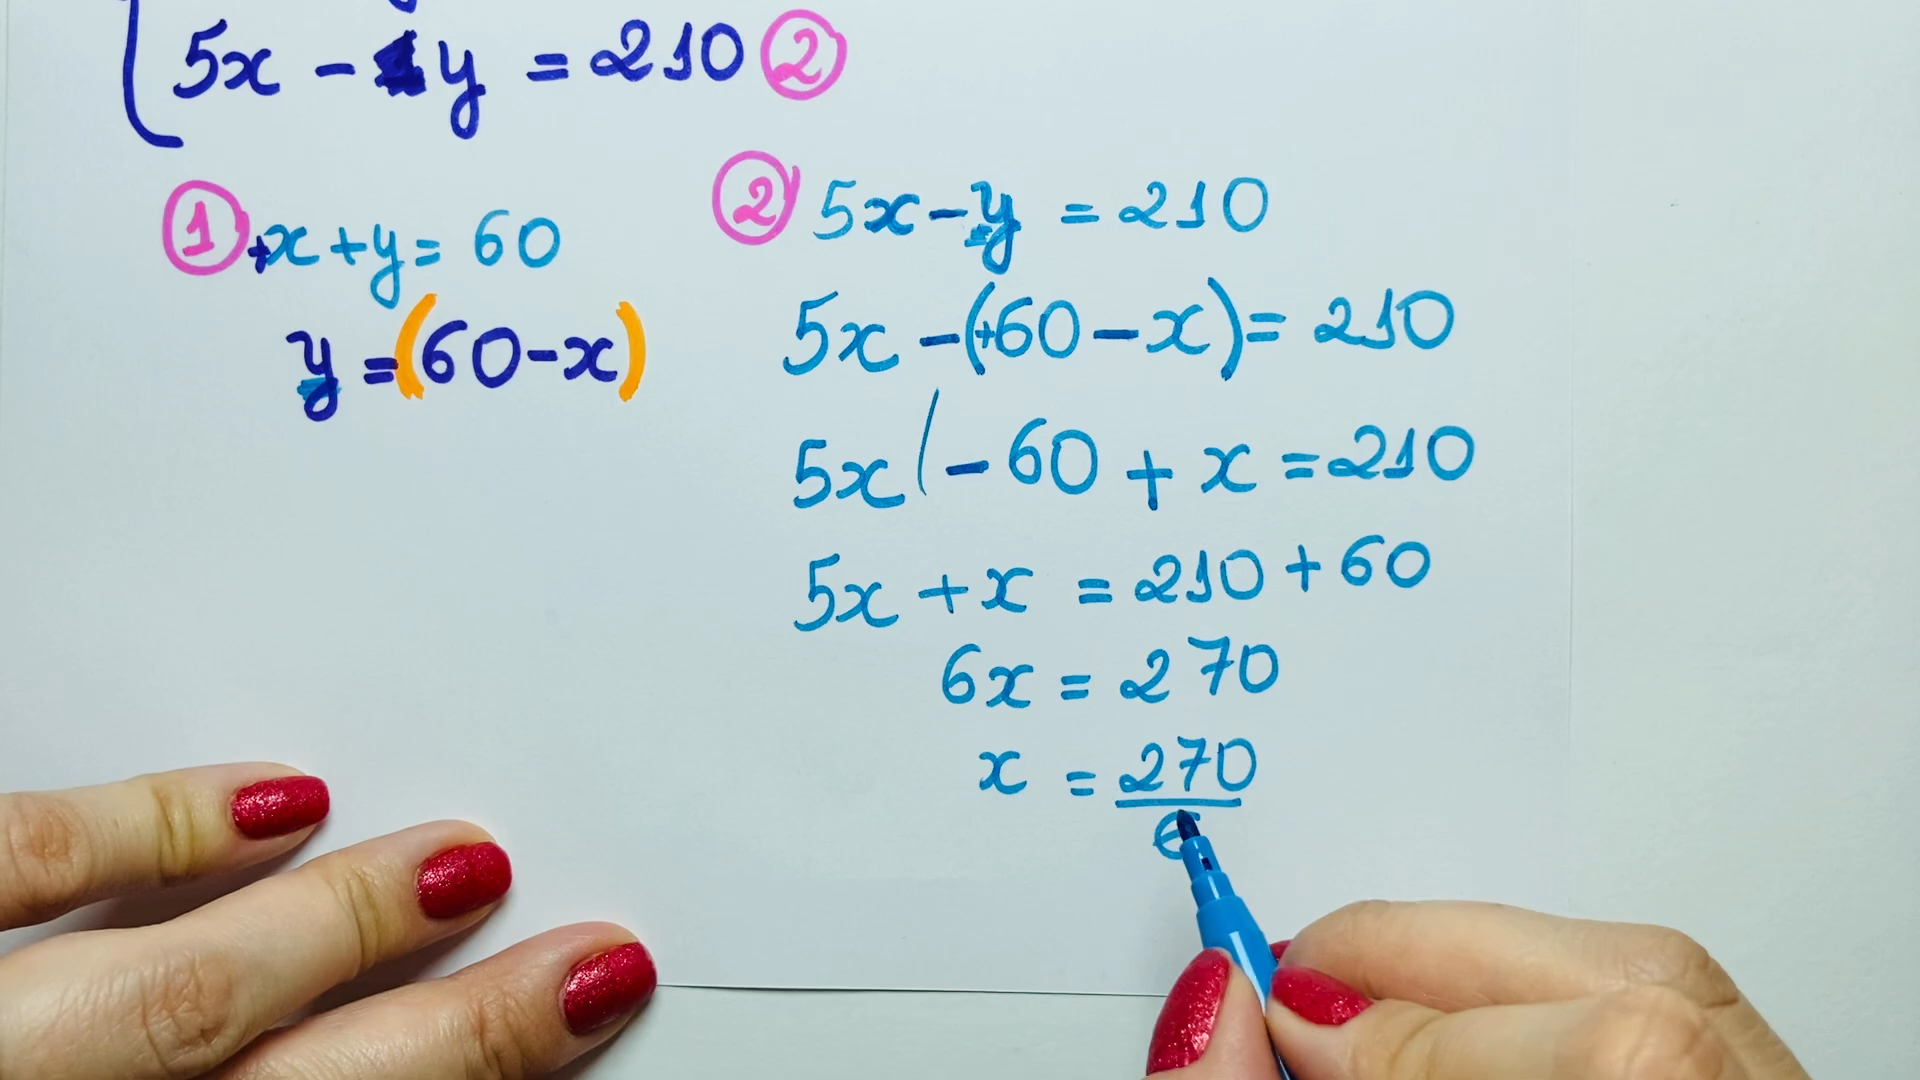 5x - y = 210 ②
① +x + y = 60
y = (60 - x)
② 5x - y = 210
5x - (+60 - x) = 210
5x - 60 + x = 210
5x + x = 210 + 60
6x = 270
x = 270
6